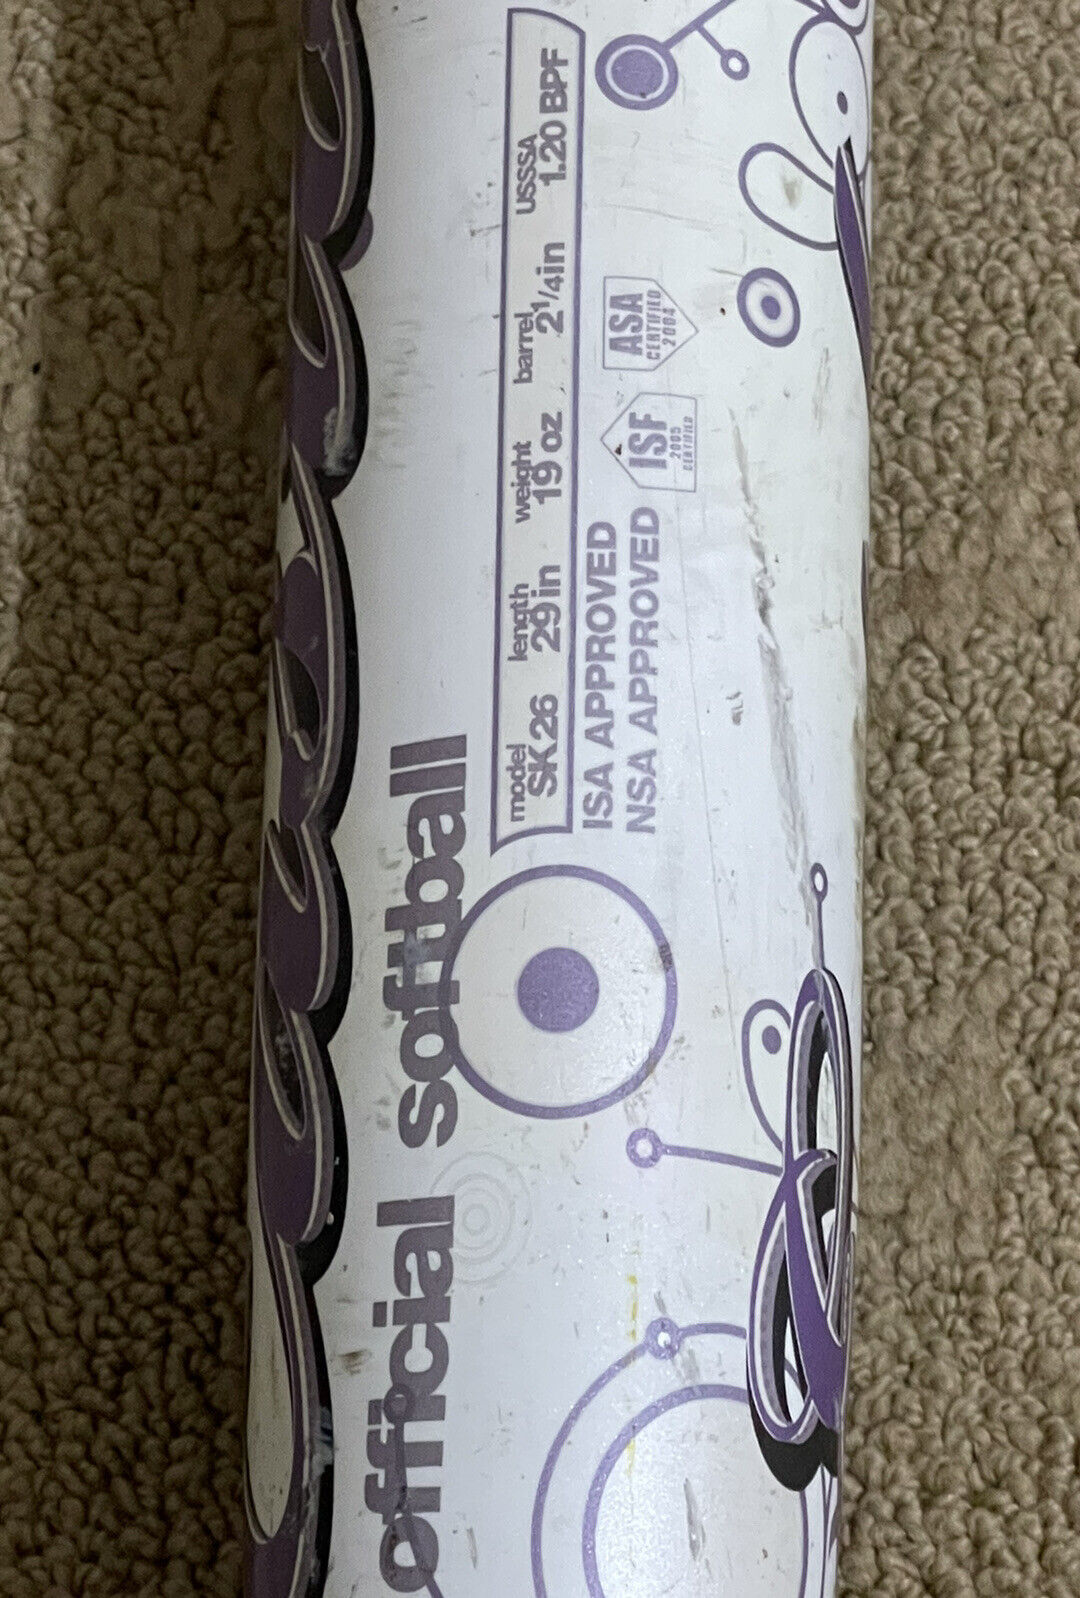 official softball
model length weight barrel USSSA
SK26 29in 19 oz 2 1/4in 1.20 BPF
ISA APPROVED
NSA APPROVED
ISF
2005
CERTIFIED
ASA
CERTIFIED
2004